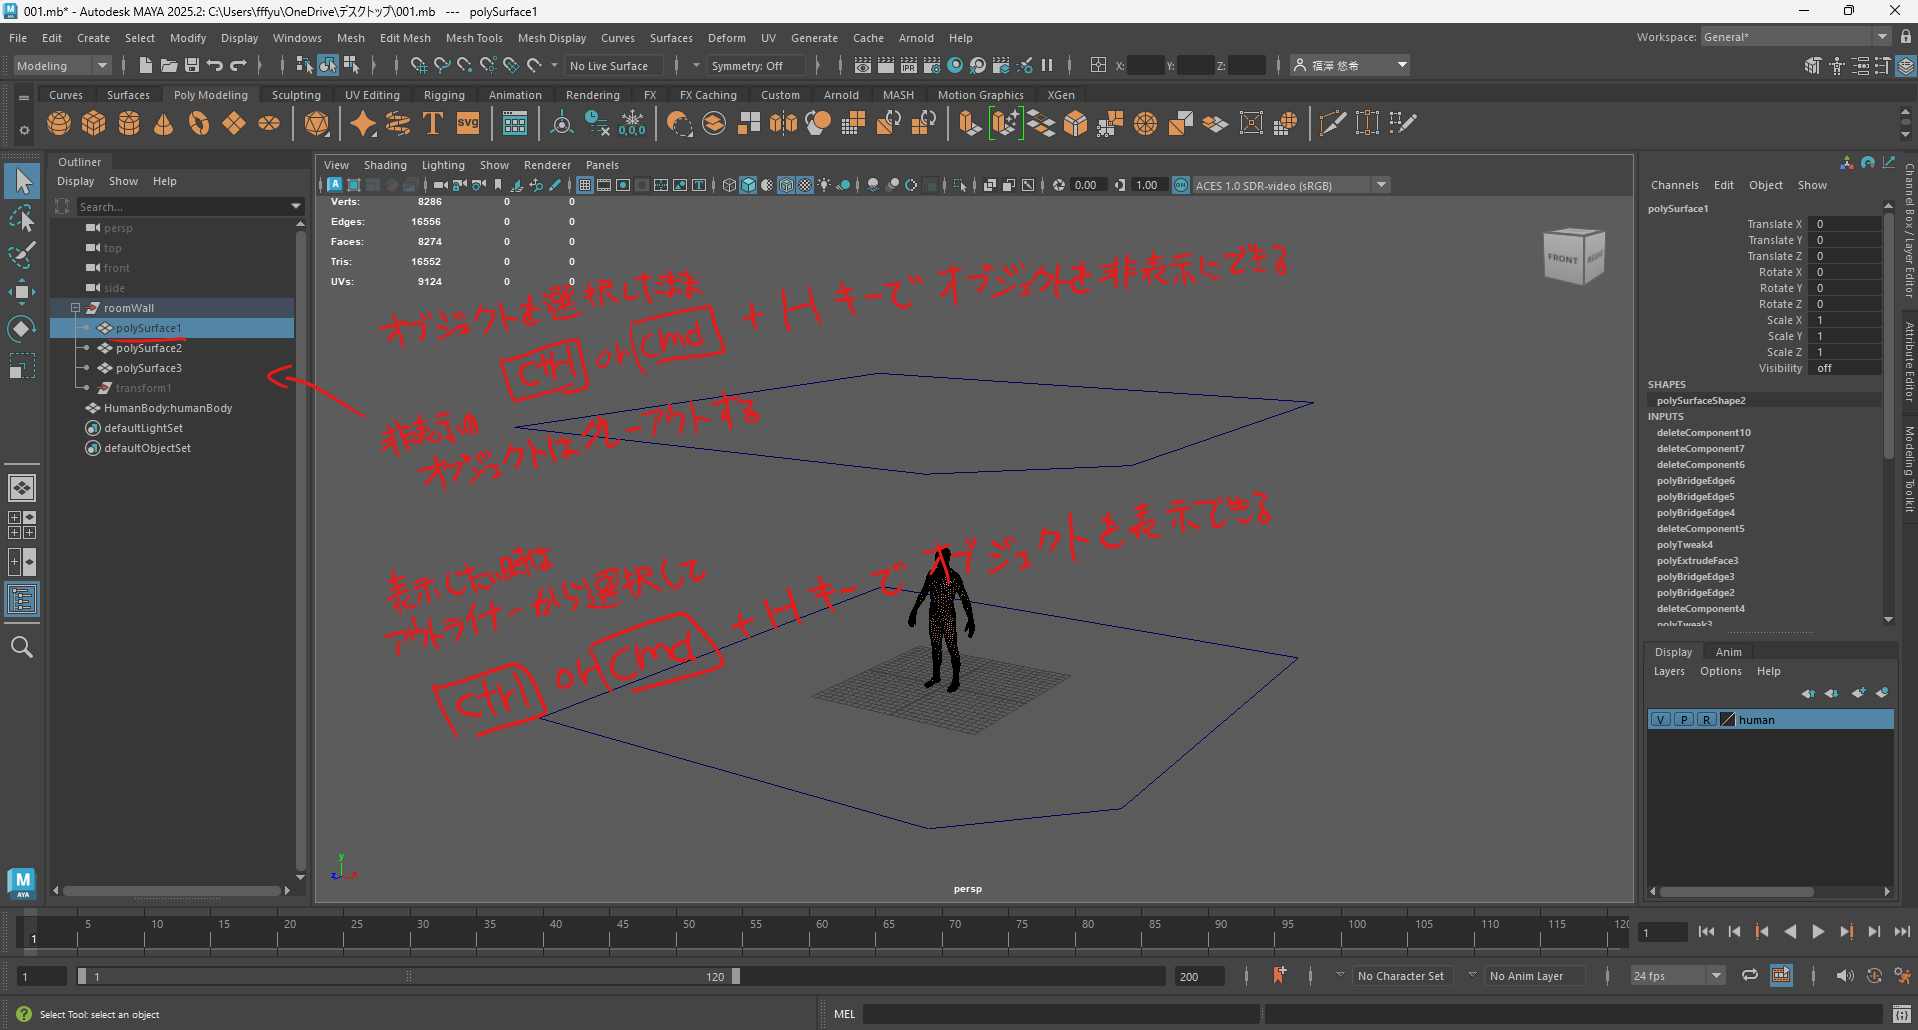 001.mb* - Autodesk MAYA 2025.2: C:\Users\fffyu\OneDrive\デスクトップ\001.mb --- polySurface1
File Edit Create Select Modify Display Windows Mesh Edit Mesh Mesh Tools Mesh Display Curves Surfaces Deform UV Generate Cache Arnold Help
Workspace: General*
Modeling
No Live Surface
Symmetry: Off
X: Y: Z:
福澤 悠希
Curves Surfaces Poly Modeling Sculpting UV Editing Rigging Animation Rendering FX FX Caching Custom Arnold MASH Motion Graphics XGen
SVG
0,0,0
Outliner
Display Show Help
Search...
persp
top
front
side
roomWall
polySurface1
polySurface2
polySurface3
transform1
HumanBody:humanBody
defaultLightSet
defaultObjectSet
View Shading Lighting Show Renderer Panels
0.00
1.00
ACES 1.0 SDR-video (sRGB)
Verts: 8286 0 0
Edges: 16556 0 0
Faces: 8274 0 0
Tris: 16552 0 0
UVs: 9124 0 0
オブジェクトを選択したまま
ctrl or cmd + H キーで オブジェクトを非表示にできる
非表示の
オブジェクトはグレーアウトする
表示したい時は
アウトライナーから選択して
ctrl or cmd + H キーで オブジェクトを表示できる
FRONT RIGHT
y
z x
persp
Channels Edit Object Show
polySurface1
Translate X 0
Translate Y 0
Translate Z 0
Rotate X 0
Rotate Y 0
Rotate Z 0
Scale X 1
Scale Y 1
Scale Z 1
Visibility off
SHAPES
polySurfaceShape2
INPUTS
deleteComponent10
deleteComponent7
deleteComponent6
polyBridgeEdge6
polyBridgeEdge5
polyBridgeEdge4
deleteComponent5
polyTweak4
polyExtrudeFace3
polyBridgeEdge3
polyBridgeEdge2
deleteComponent4
polyTweak3
Channel Box / Layer Editor
Attribute Editor
Modeling Toolkit
Display Anim
Layers Options Help
V P R human
M
AYA
1 5 10 15 20 25 30 35 40 45 50 55 60 65 70 75 80 85 90 95 100 105 110 115 120
1
1
1 120
200
No Character Set
No Anim Layer
24 fps
Select Tool: select an object
MEL